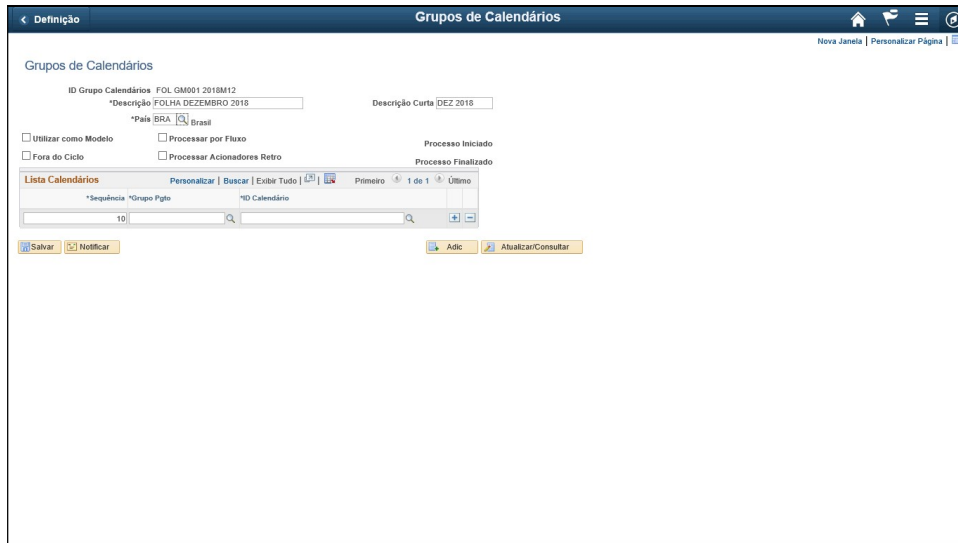 Definição
Grupos de Calendários
Nova Janela | Personalizar Página |
Grupos de Calendários
ID Grupo Calendários FOL GM001 2018M12
*Descrição FOLHA DEZEMBRO 2018 Descrição Curta DEZ 2018
*País BRA Brasil
Utilizar como Modelo Processar por Fluxo Processo Iniciado
Fora do Ciclo Processar Acionadores Retro Processo Finalizado
Lista Calendários Personalizar | Buscar | Exibir Tudo | | Primeiro 1 de 1 Último
*Sequência *Grupo Pgto *ID Calendário
10
Salvar Notificar Adic Atualizar/Consultar